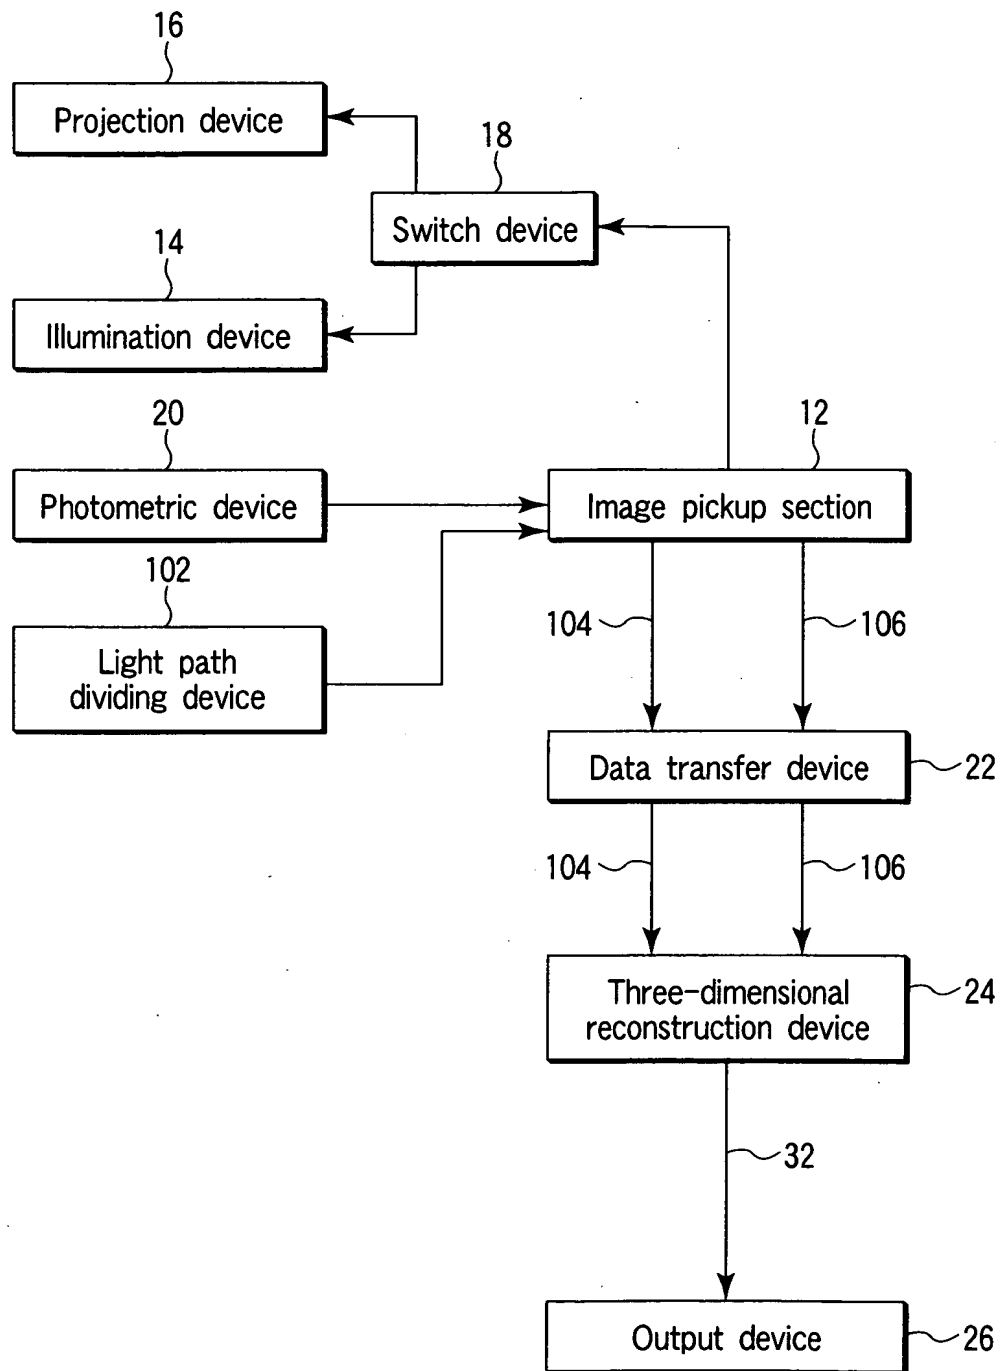 16
Projection device
18
Switch device
14
Illumination device
20
Photometric device
12
Image pickup section
102
Light path
dividing device
104
106
Data transfer device
22
104
106
Three-dimensional
reconstruction device
24
32
Output device
26